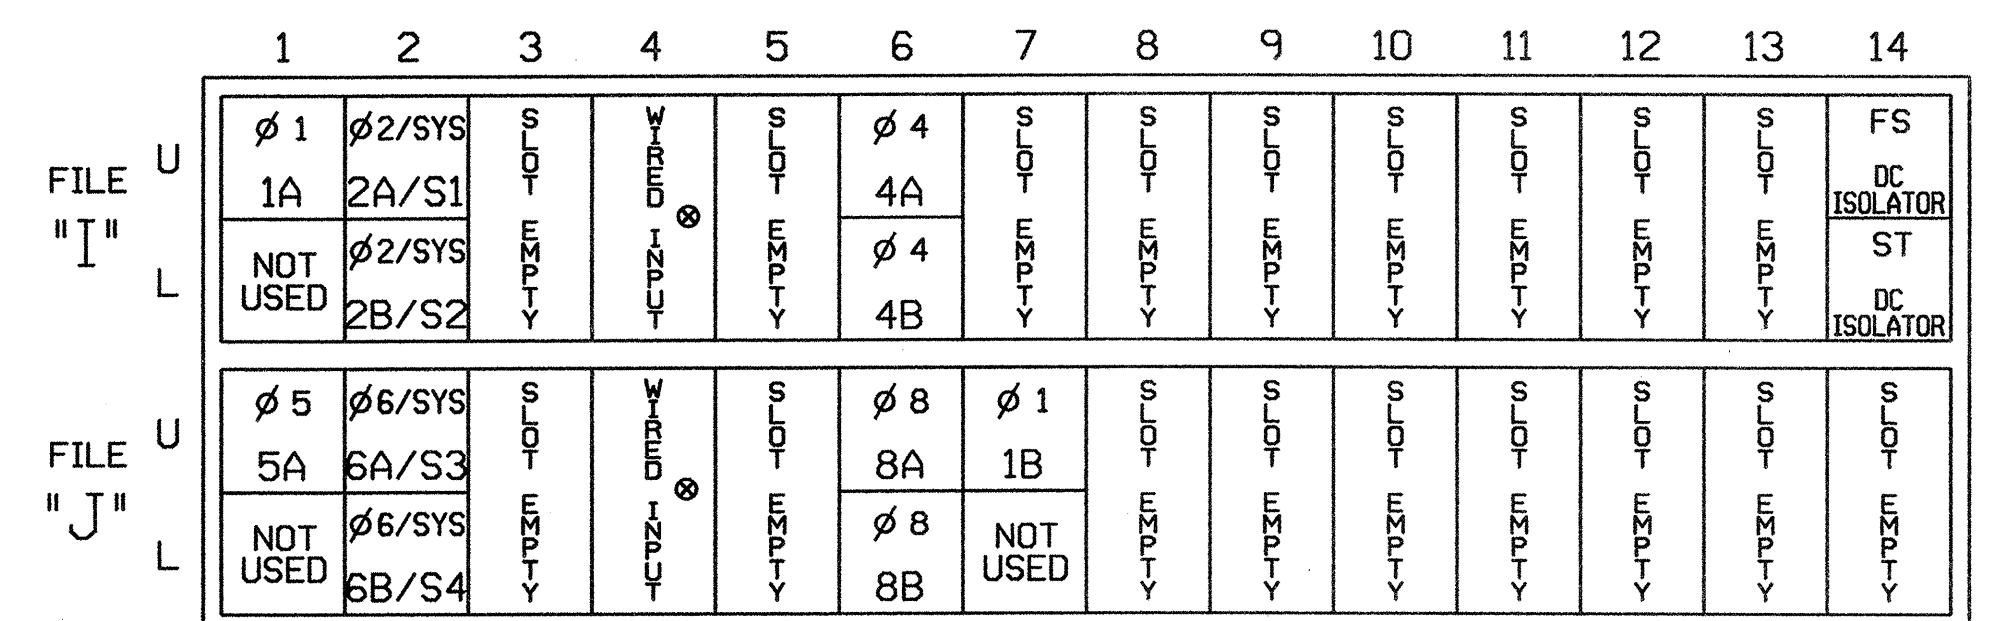 1 2 3 4 5 6 7 8 9 10 11 12 13 14
FILE "I"
U
L
ø 1
1A
NOT
USED
ø2/SYS
2A/S1
ø2/SYS
2B/S2
SLOT EMPTY
WIRED INPUT
⊗
SLOT EMPTY
ø 4
4A
ø 4
4B
SLOT EMPTY
SLOT EMPTY
SLOT EMPTY
SLOT EMPTY
SLOT EMPTY
SLOT EMPTY
SLOT EMPTY
FS
DC
ISOLATOR
ST
DC
ISOLATOR
FILE "J"
U
L
ø 5
5A
NOT
USED
ø6/SYS
6A/S3
ø6/SYS
6B/S4
SLOT EMPTY
WIRED INPUT
⊗
SLOT EMPTY
ø 8
8A
ø 8
8B
ø 1
1B
NOT
USED
SLOT EMPTY
SLOT EMPTY
SLOT EMPTY
SLOT EMPTY
SLOT EMPTY
SLOT EMPTY
SLOT EMPTY